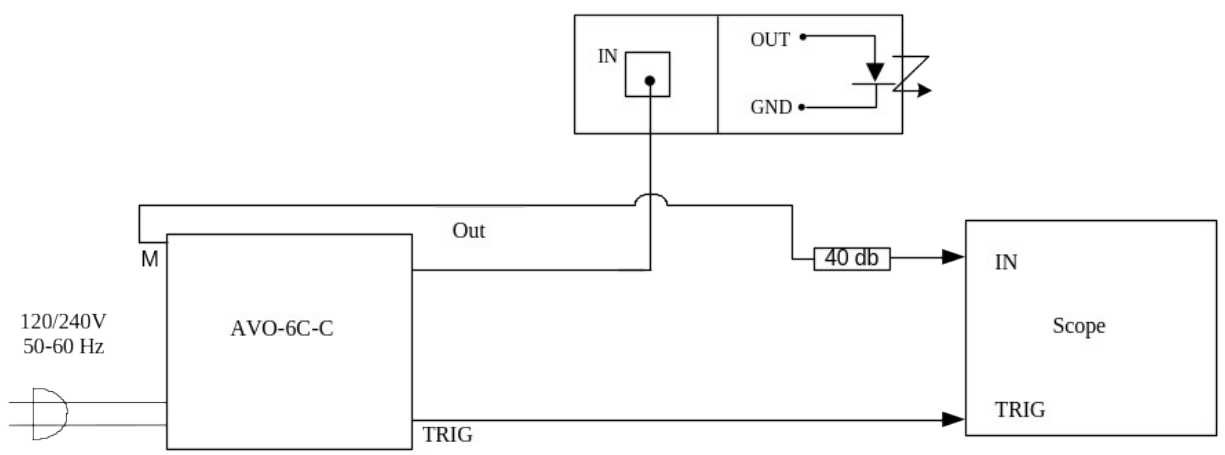 OUT
IN
GND
Out
M
40 db
IN
120/240V
50-60 Hz
AVO-6C-C
Scope
TRIG
TRIG